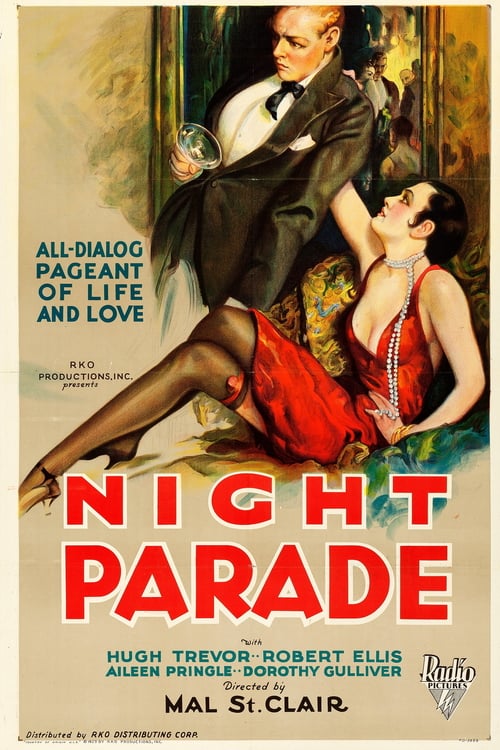 ALL-DIALOG
PAGEANT
OF LIFE
AND LOVE
RKO
PRODUCTIONS, INC.
presents
NIGHT
PARADE
with
HUGH TREVOR·· ROBERT ELLIS
AILEEN PRINGLE·· DOROTHY GULLIVER
Directed by
MAL ST. CLAIR
Radio
PICTURES
Distributed by RKO DISTRIBUTING CORP.